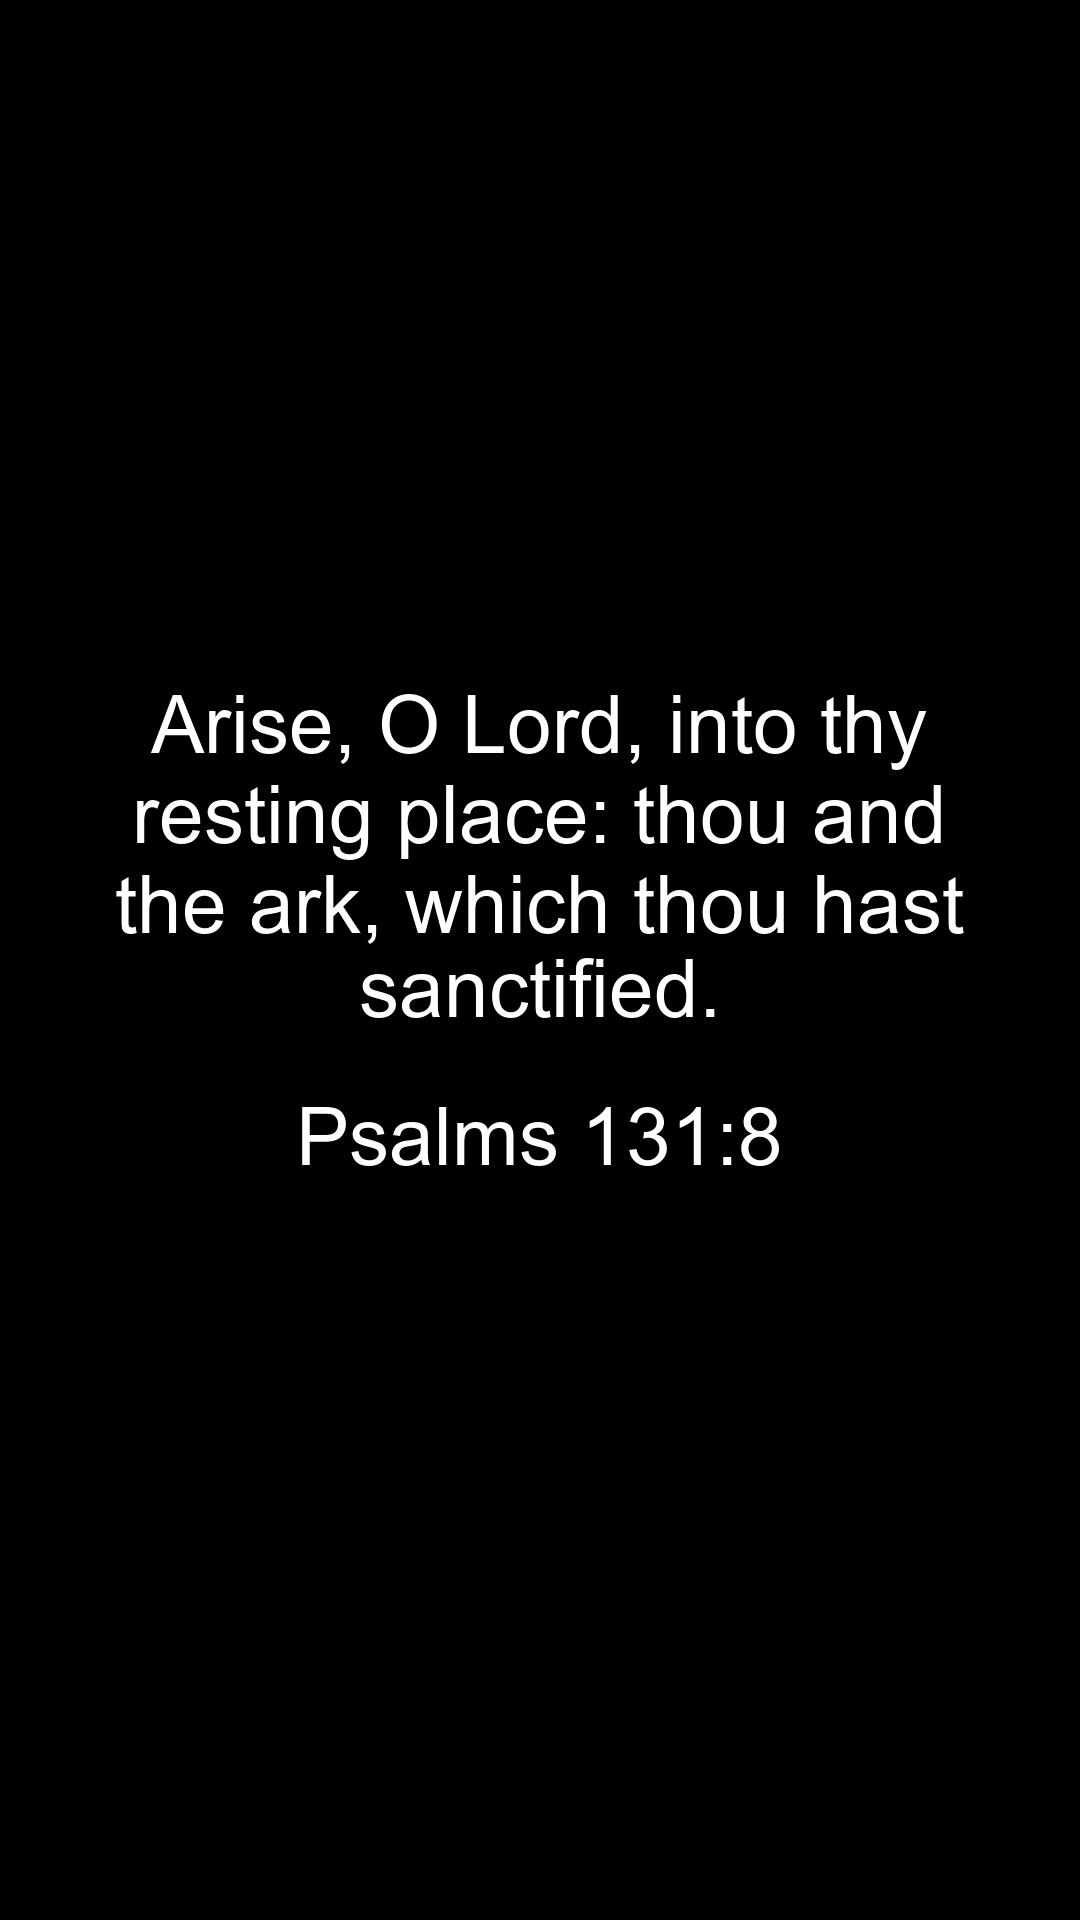 Arise, O Lord, into thy
resting place: thou and
the ark, which thou hast
sanctified.
Psalms 131:8